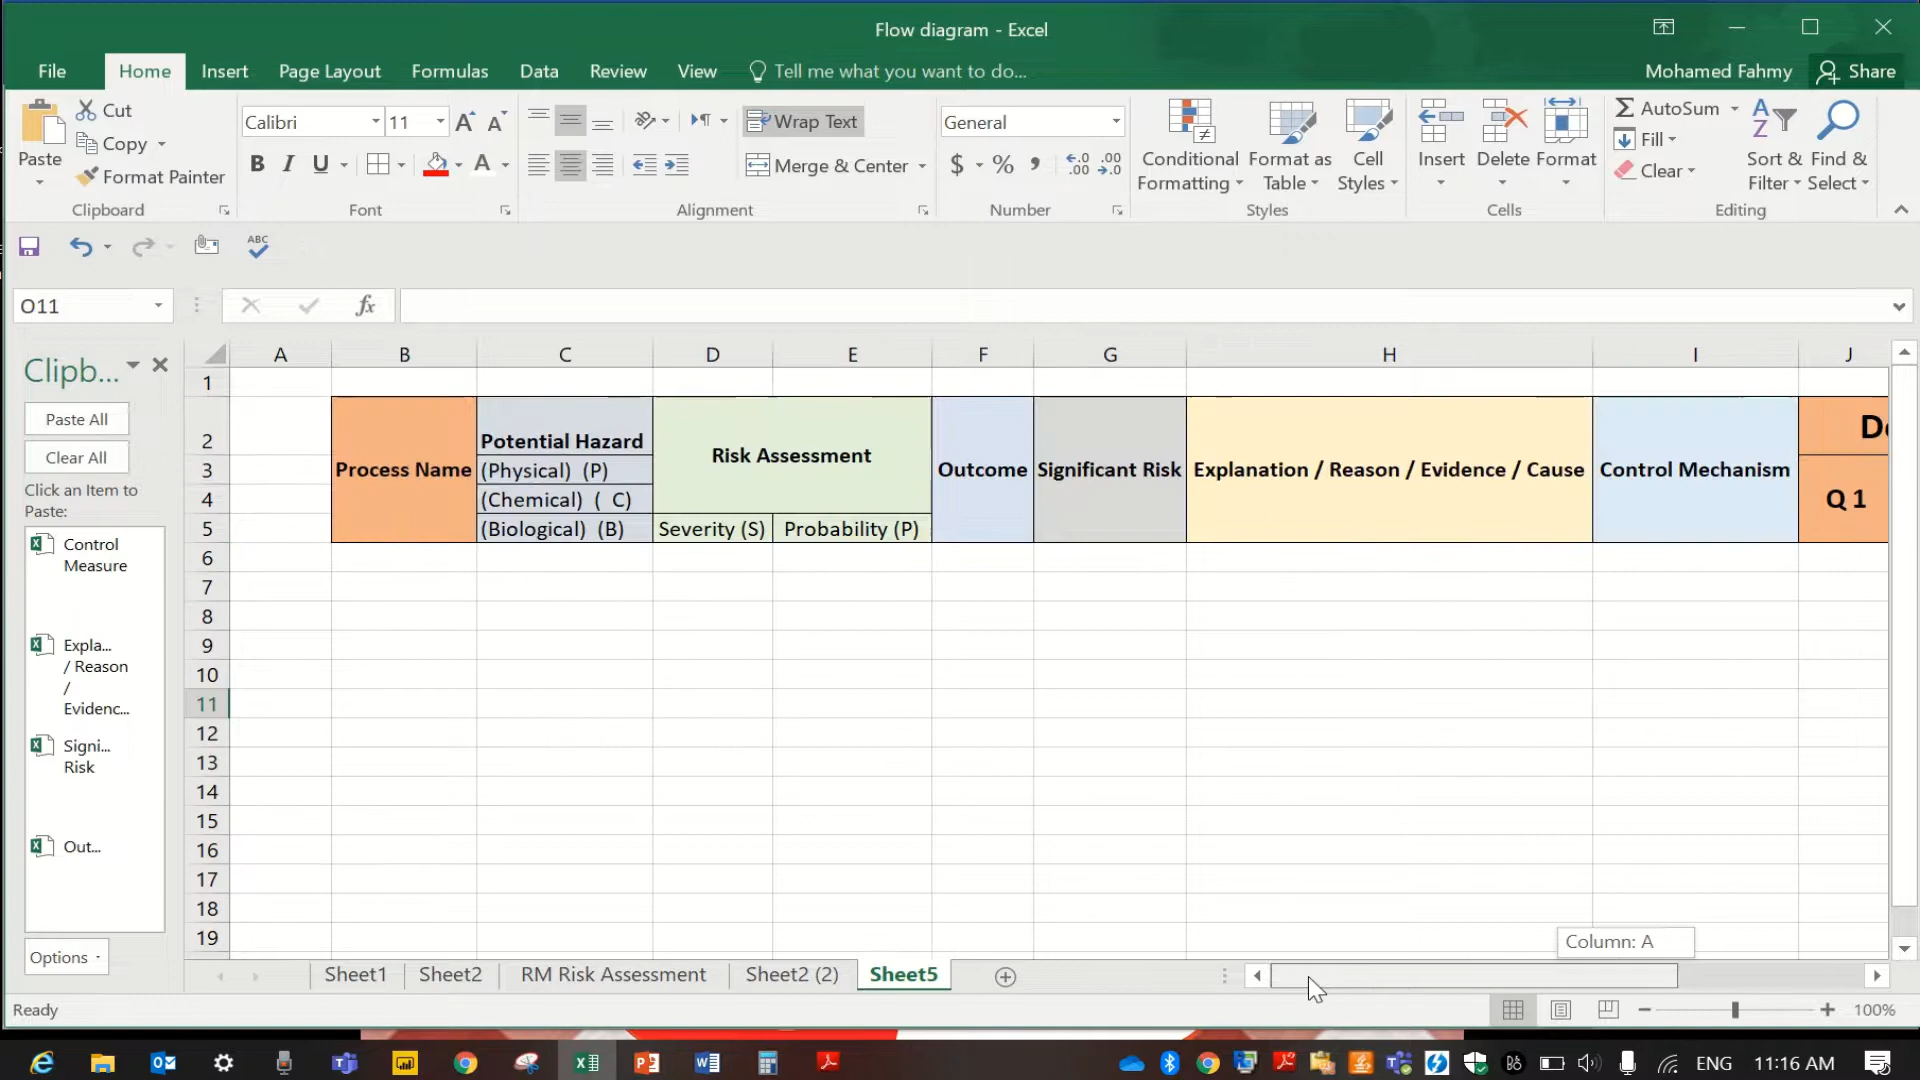 Flow diagram - Excel
File Home Insert Page Layout Formulas Data Review View Tell me what you want to do... Mohamed Fahmy Share
Paste
Cut
Copy
Format Painter
Clipboard
Calibri 11
B I U
Font
Wrap Text
Merge & Center
Alignment
General
$ %
Number
Conditional Formatting
Format as Table
Cell Styles
Styles
Insert Delete Format
Cells
AutoSum
Fill
Clear
Sort & Filter
Find & Select
Editing
ABC
O11
fx
Clipb...
Paste All
Clear All
Click an Item to
Paste:
Control
Measure
Expla...
/ Reason
/
Evidenc...
Signi...
Risk
Out...
Options
A B C D E F G H I J
1
2
3
4
5
6
7
8
9
10
11
12
13
14
15
16
17
18
19
Process Name
Potential Hazard
(Physical) (P)
(Chemical) ( C)
(Biological) (B)
Risk Assessment
Severity (S) Probability (P)
Outcome
Significant Risk
Explanation / Reason / Evidence / Cause
Control Mechanism
Q 1
Column: A
Sheet1 Sheet2 RM Risk Assessment Sheet2 (2) Sheet5
Ready
100%
ENG 11:16 AM